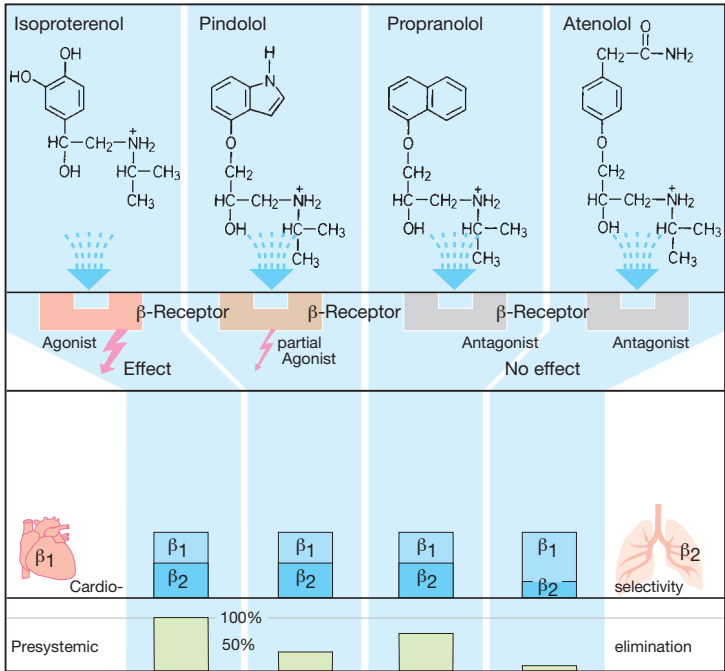 Isoproterenol
Pindolol
Propranolol
Atenolol
OH
HO
HC—CH₂—NH₂
+
OH
HC—CH₃
CH₃
H
N
O
CH₂
HC—CH₂—NH₂
+
OH
HC—CH₃
CH₃
O
CH₂
HC—CH₂—NH₂
+
OH
HC—CH₃
CH₃
O
H₂C—C—NH₂
O
CH₂
HC—CH₂—NH₂
+
OH
HC—CH₃
CH₃
β-Receptor
β-Receptor
β-Receptor
Agonist
partial
Agonist
Antagonist
Antagonist
Effect
No effect
β₁
β₁
β₁
β₁
β₁
β₂
β₂
β₂
β₂
β₂
Cardio-
selectivity
100%
Presystemic
50%
elimination